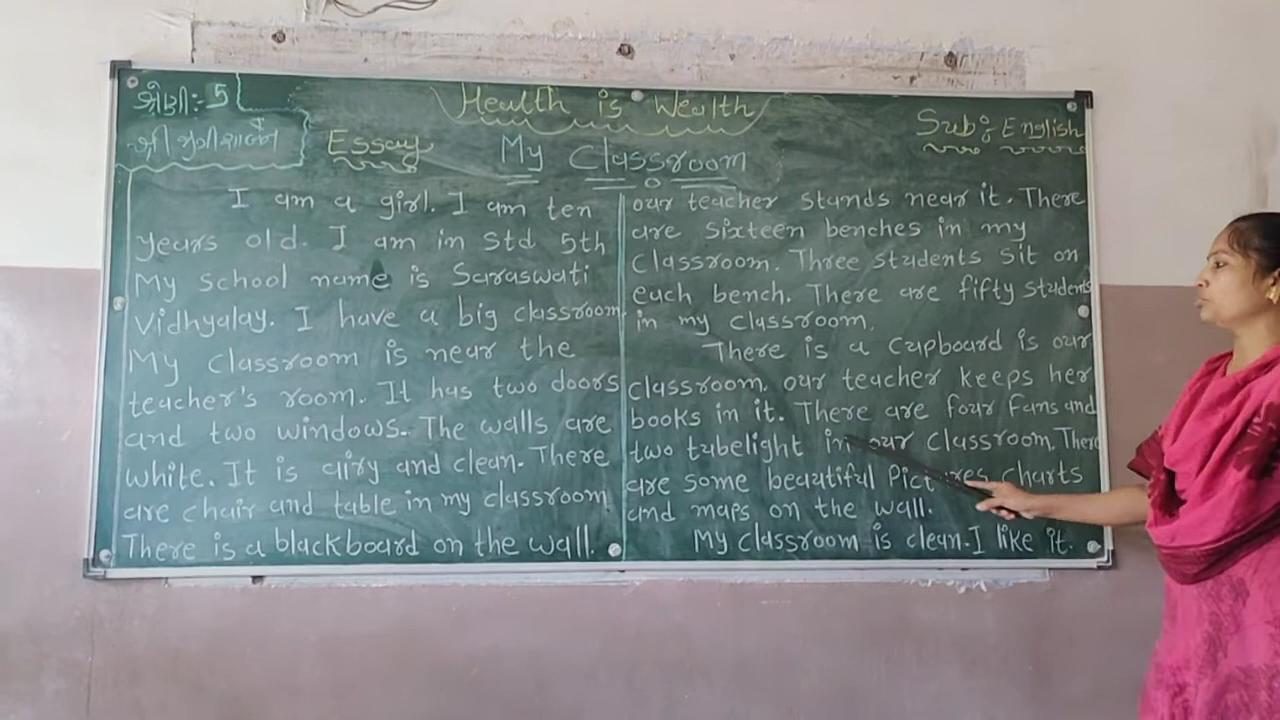 શ્રેણી:- 5
Health is Wealth
Sub: English
Essay
My Classroom
I am a girl. I am ten
years old. I am in std 5th
My school name is Saraswati
Vidhyalay. I have a big classroom.
My classroom is near the
teacher's room. It has two doors
and two windows. The walls are
white. It is airy and clean. There
are chair and table in my classroom
There is a blackboard on the wall.
our teacher stands near it. There
are sixteen benches in my
classroom. Three students sit on
each bench. There are fifty students
in my classroom.
There is a cupboard is our
classroom. our teacher keeps her
books in it. There are four fans and
two tubelight in our classroom. There
are some beautiful Pictures charts
and maps on the wall.
My classroom is clean. I like it.